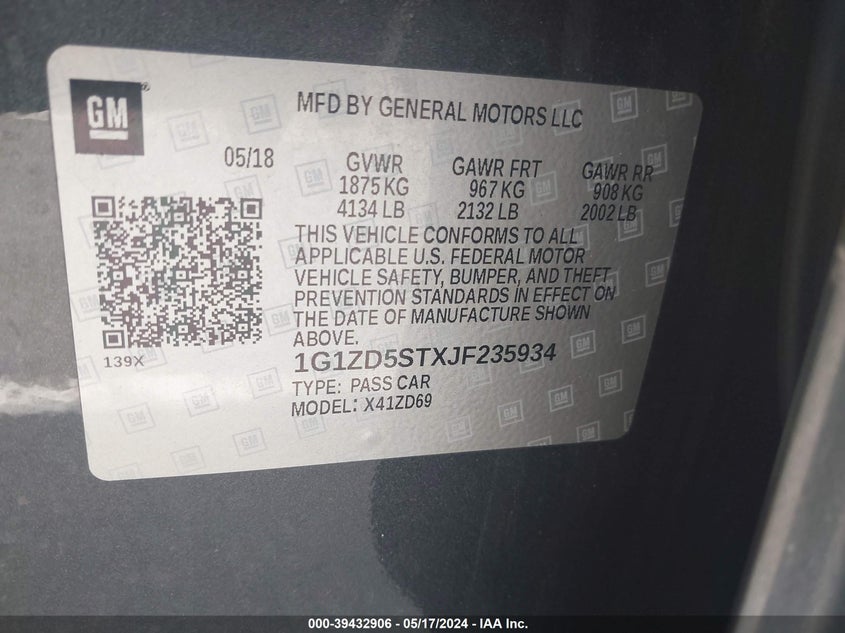 GM
MFD BY GENERAL MOTORS LLC
05/18
GVWR GAWR FRT GAWR RR
1875 KG 967 KG 908 KG
4134 LB 2132 LB 2002 LB
THIS VEHICLE CONFORMS TO ALL
APPLICABLE U.S. FEDERAL MOTOR
VEHICLE SAFETY, BUMPER, AND THEFT
PREVENTION STANDARDS IN EFFECT ON
THE DATE OF MANUFACTURE SHOWN
ABOVE.
139X
1G1ZD5STXJF235934
TYPE: PASS CAR
MODEL: X41ZD69
000-39432906 - 05/17/2024 - IAA Inc.